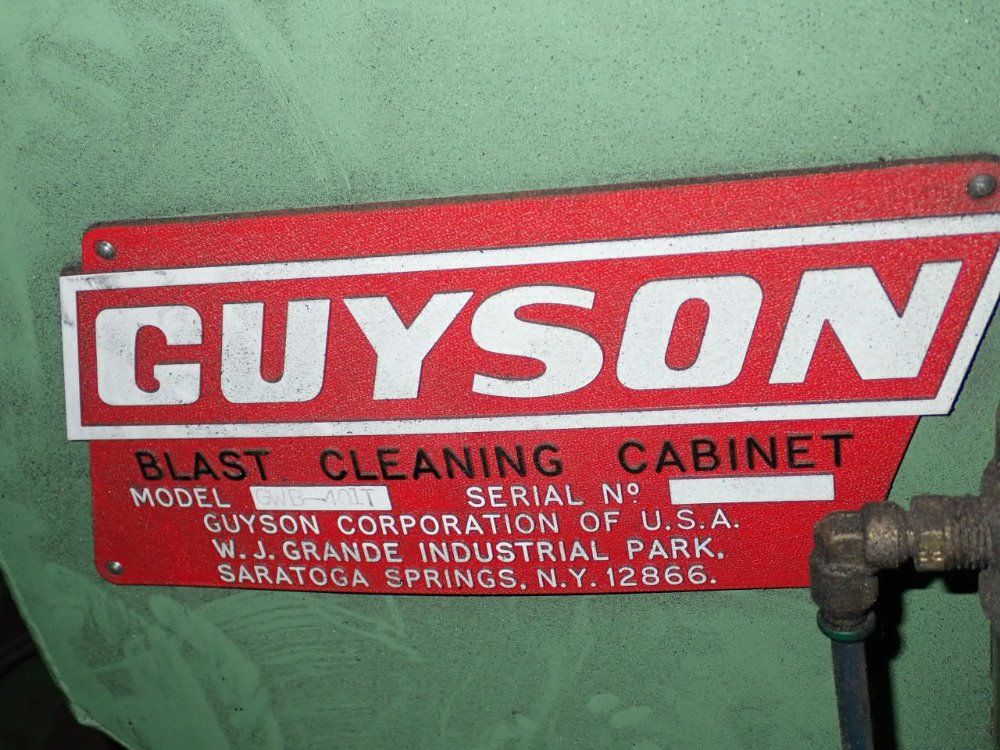 GUYSON
BLAST CLEANING CABINET
MODEL GWB-401T SERIAL Nº
GUYSON CORPORATION OF U.S.A.
W.J. GRANDE INDUSTRIAL PARK,
SARATOGA SPRINGS, N.Y. 12866.